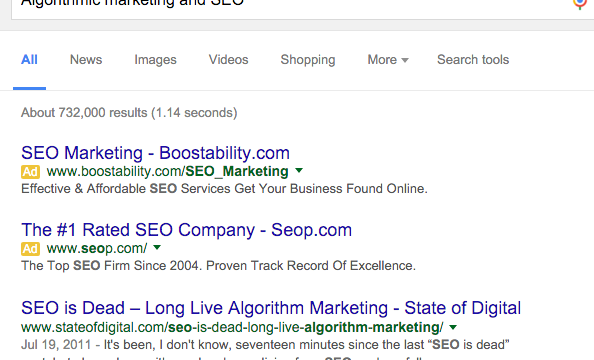 Algorithmic marketing and SEO
All News Images Videos Shopping More Search tools
About 732,000 results (1.14 seconds)
SEO Marketing - Boostability.com
Ad www.boostability.com/SEO_Marketing
Effective & Affordable SEO Services Get Your Business Found Online.
The #1 Rated SEO Company - Seop.com
Ad www.seop.com/
The Top SEO Firm Since 2004. Proven Track Record Of Excellence.
SEO is Dead – Long Live Algorithm Marketing - State of Digital
www.stateofdigital.com/seo-is-dead-long-live-algorithm-marketing/
Jul 19, 2011 - It's been, I don't know, seventeen minutes since the last “SEO is dead”